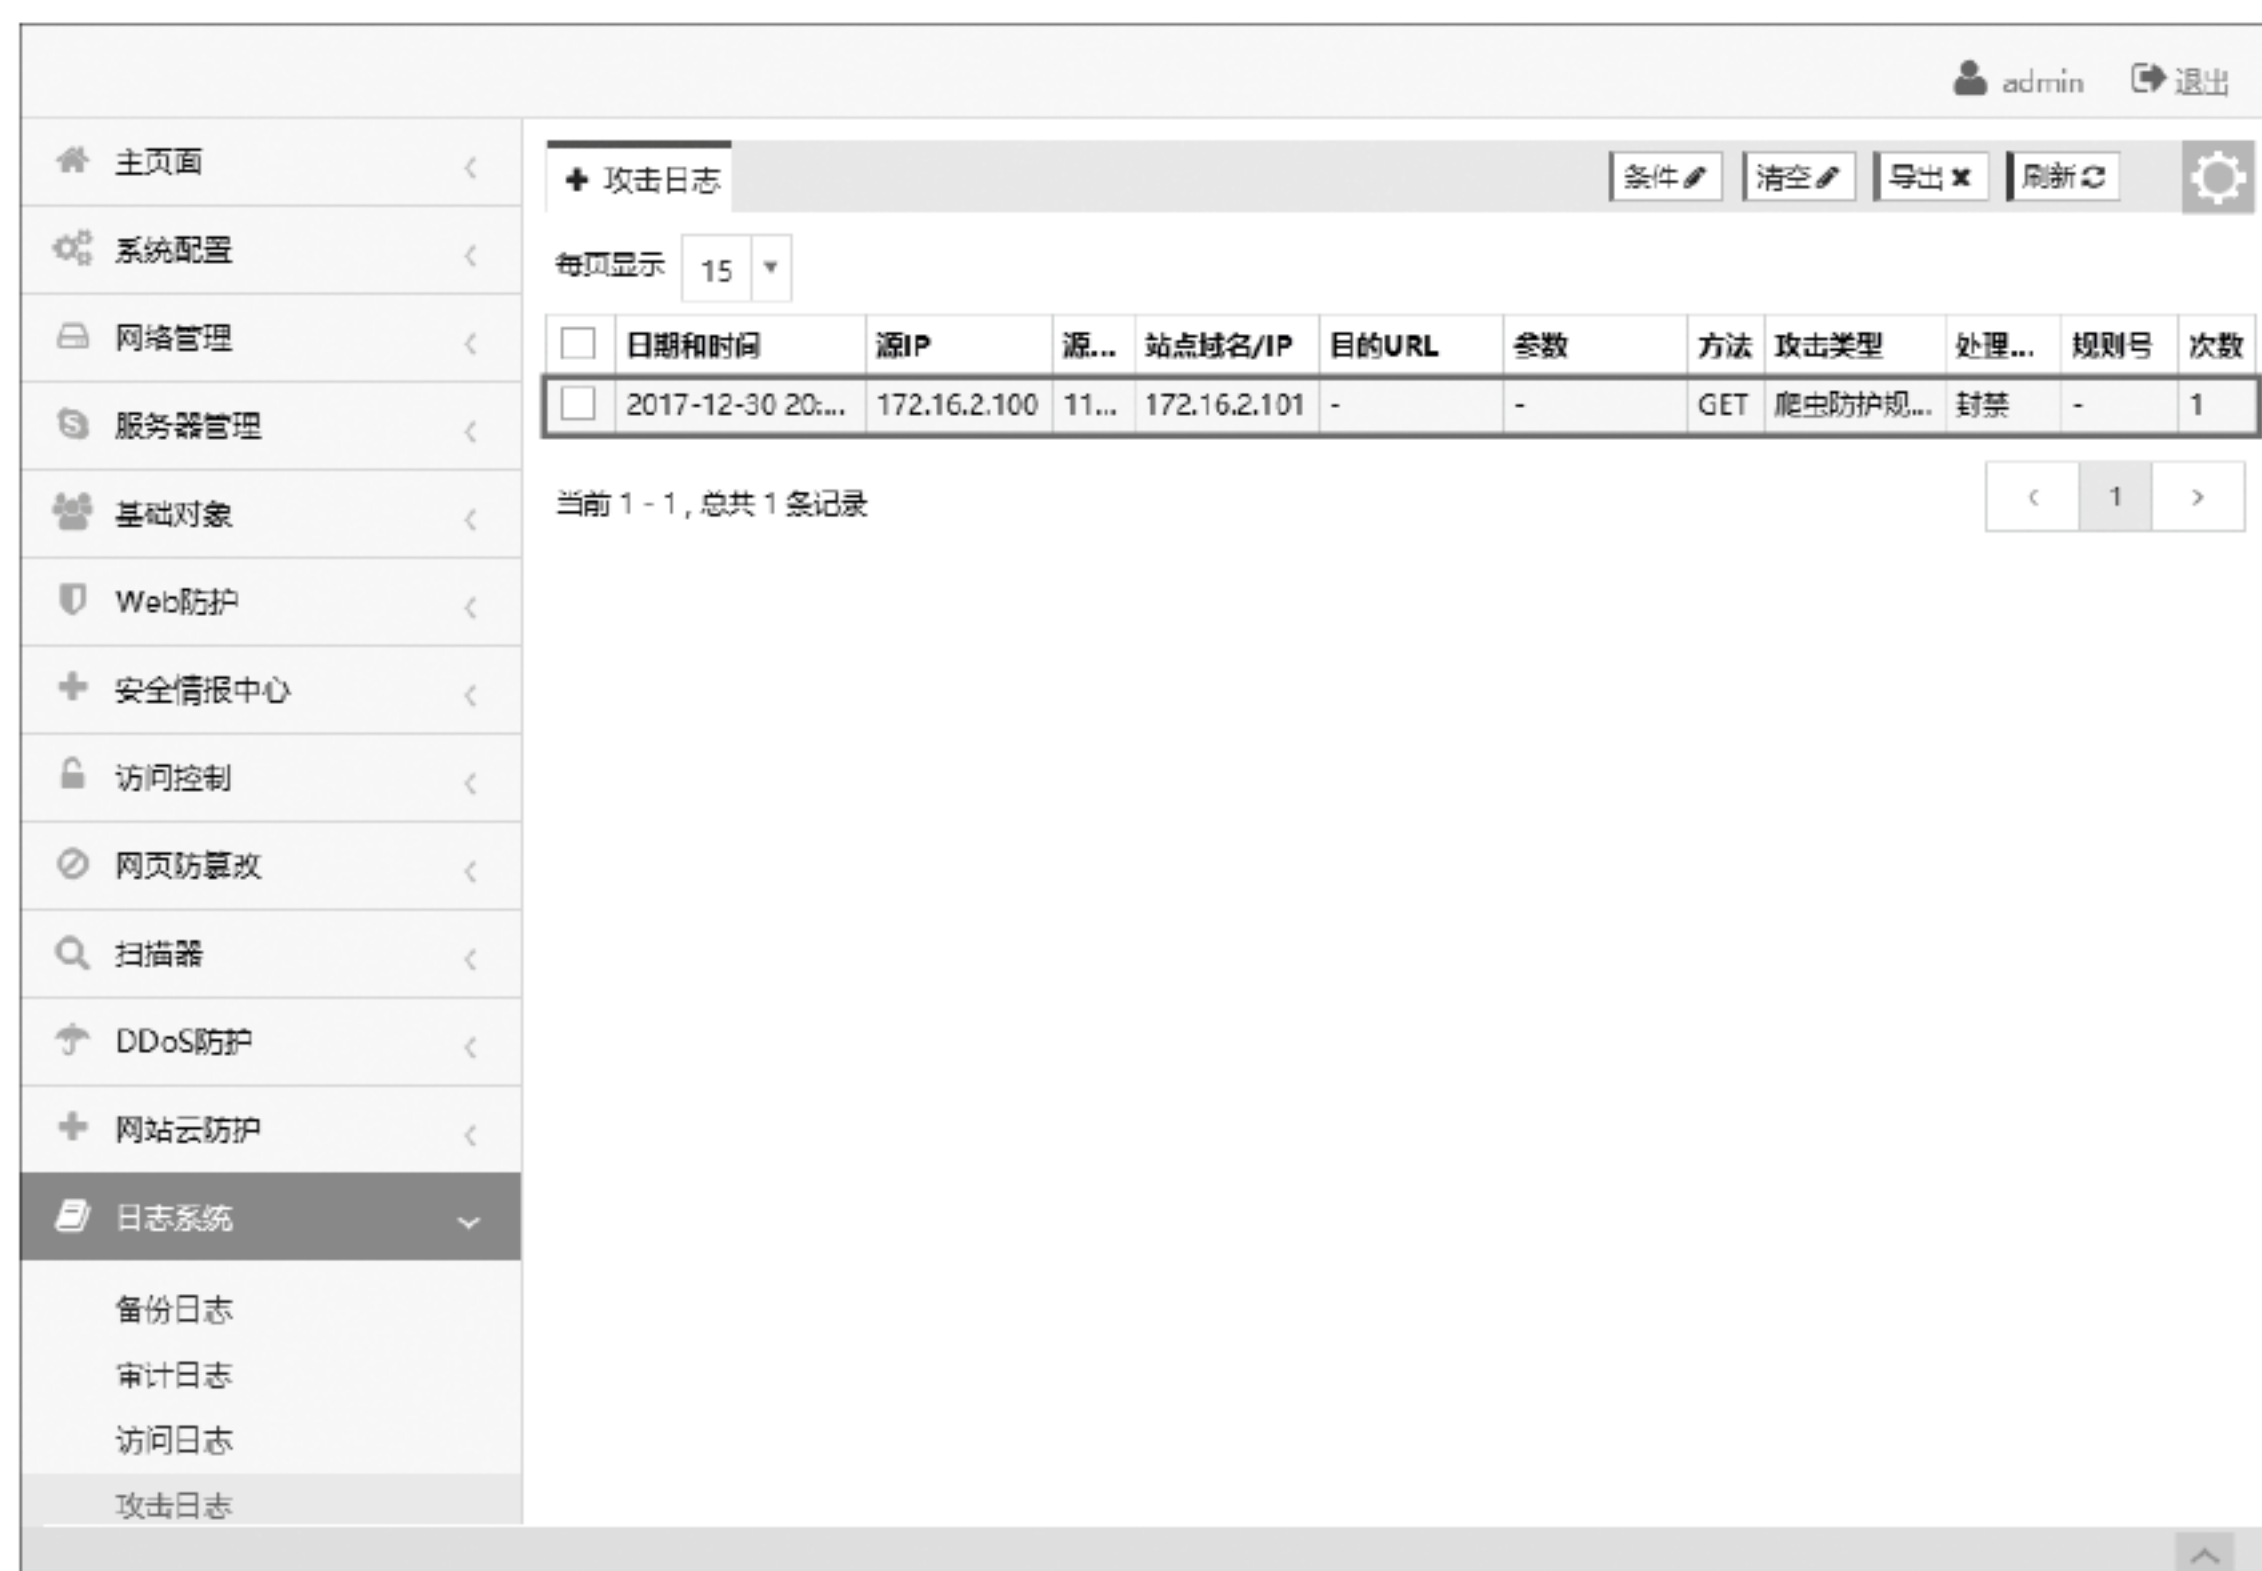 admin 退出
主页面
系统配置
网络管理
服务器管理
基础对象
Web防护
安全情报中心
访问控制
网页防篡改
扫描器
DDoS防护
网站云防护
日志系统
备份日志
审计日志
访问日志
攻击日志
攻击日志 条件 清空 导出 刷新
每页显示 15
日期和时间 源IP 源... 站点域名/IP 目的URL 参数 方法 攻击类型 处理... 规则号 次数
2017-12-30 20:... 172.16.2.100 11... 172.16.2.101 - - GET 爬虫防护规... 封禁 - 1
当前 1 - 1 , 总共 1 条记录
< 1 >